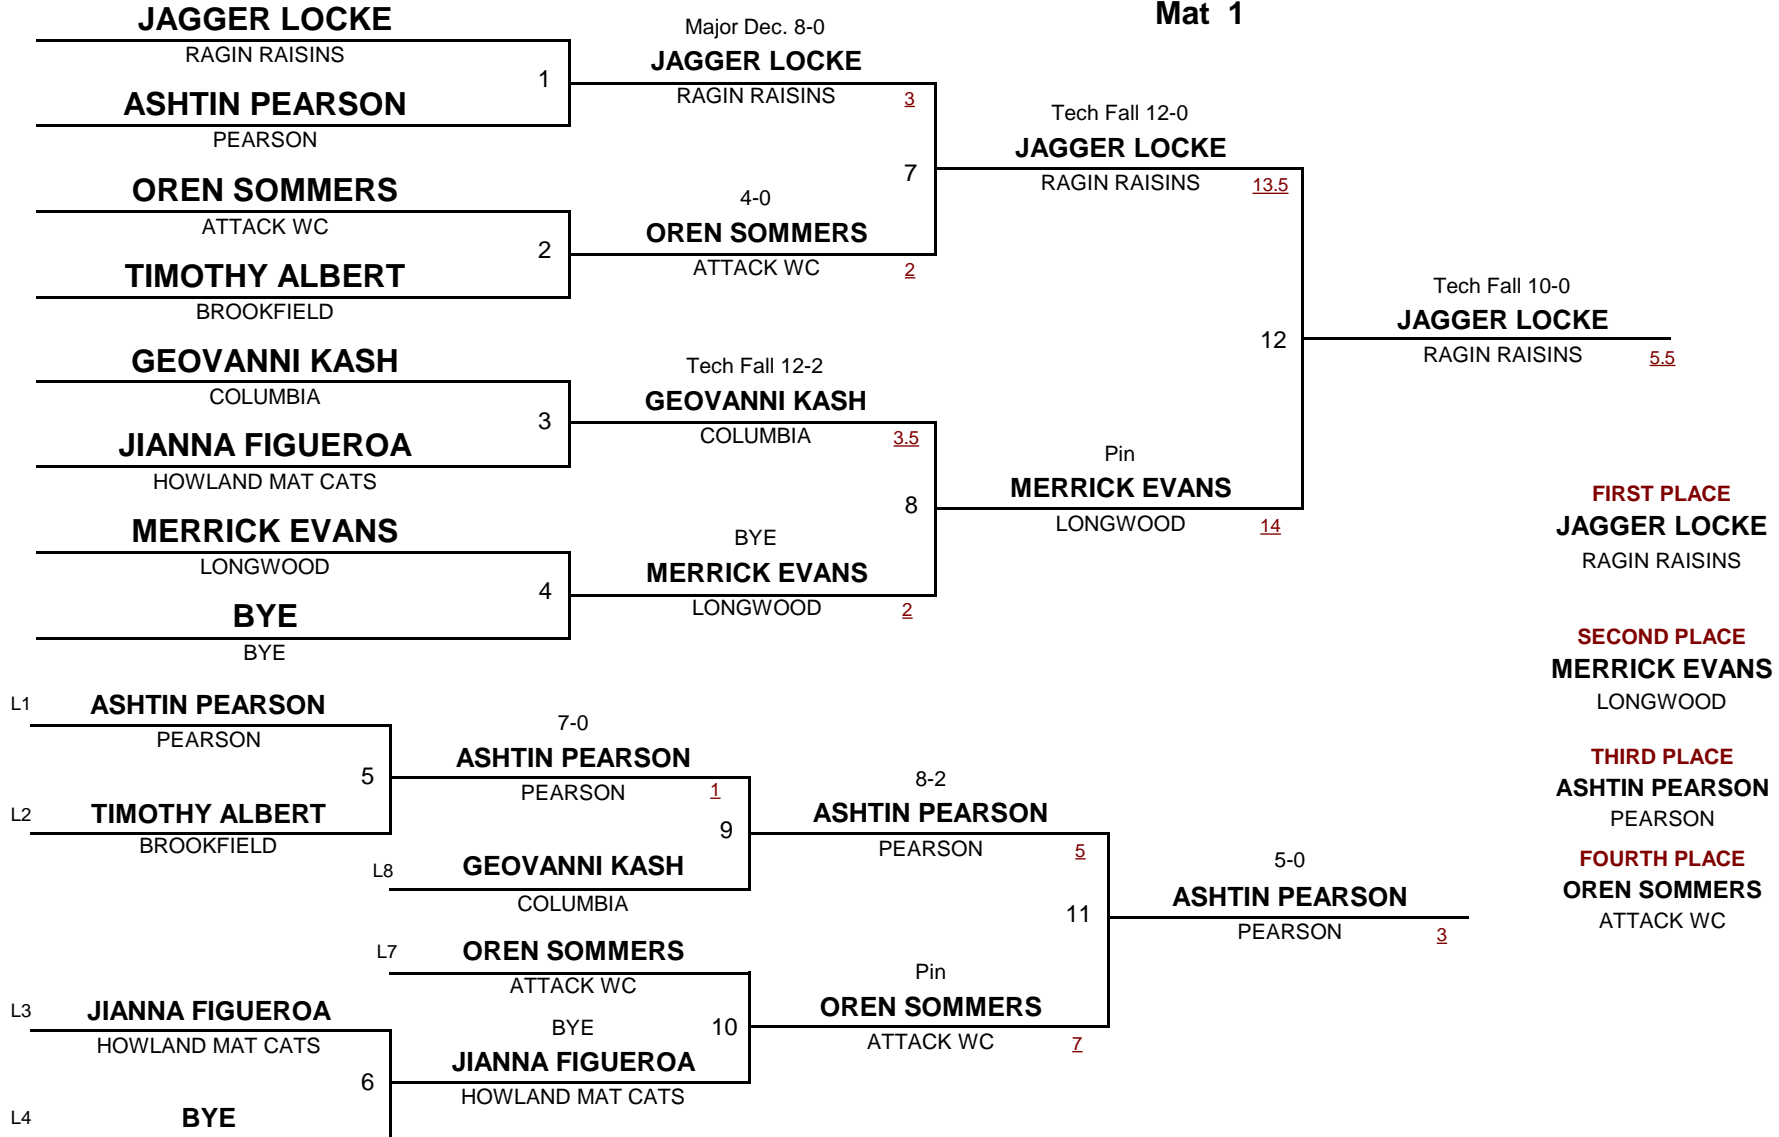 Mat 1
JAGGER LOCKE
RAGIN RAISINS
1
ASHTIN PEARSON
PEARSON
OREN SOMMERS
ATTACK WC
2
TIMOTHY ALBERT
BROOKFIELD
GEOVANNI KASH
COLUMBIA
3
JIANNA FIGUEROA
HOWLAND MAT CATS
MERRICK EVANS
LONGWOOD
4
BYE
BYE
Major Dec. 8-0
JAGGER LOCKE
RAGIN RAISINS 3
7
4-0
OREN SOMMERS
ATTACK WC 2
Tech Fall 12-2
GEOVANNI KASH
COLUMBIA 3.5
8
BYE
MERRICK EVANS
LONGWOOD 2
Tech Fall 12-0
JAGGER LOCKE
RAGIN RAISINS 13.5
12
Pin
MERRICK EVANS
LONGWOOD 14
Tech Fall 10-0
JAGGER LOCKE
RAGIN RAISINS 5.5
FIRST PLACE
JAGGER LOCKE
RAGIN RAISINS
SECOND PLACE
MERRICK EVANS
LONGWOOD
THIRD PLACE
ASHTIN PEARSON
PEARSON
FOURTH PLACE
OREN SOMMERS
ATTACK WC
L1 ASHTIN PEARSON
PEARSON
5
L2 TIMOTHY ALBERT
BROOKFIELD
L3 JIANNA FIGUEROA
HOWLAND MAT CATS
6
L4 BYE
7-0
ASHTIN PEARSON
PEARSON 1
9
L8 GEOVANNI KASH
COLUMBIA
L7 OREN SOMMERS
ATTACK WC
10
BYE
JIANNA FIGUEROA
HOWLAND MAT CATS
8-2
ASHTIN PEARSON
PEARSON 5
11
Pin
OREN SOMMERS
ATTACK WC 7
5-0
ASHTIN PEARSON
PEARSON 3